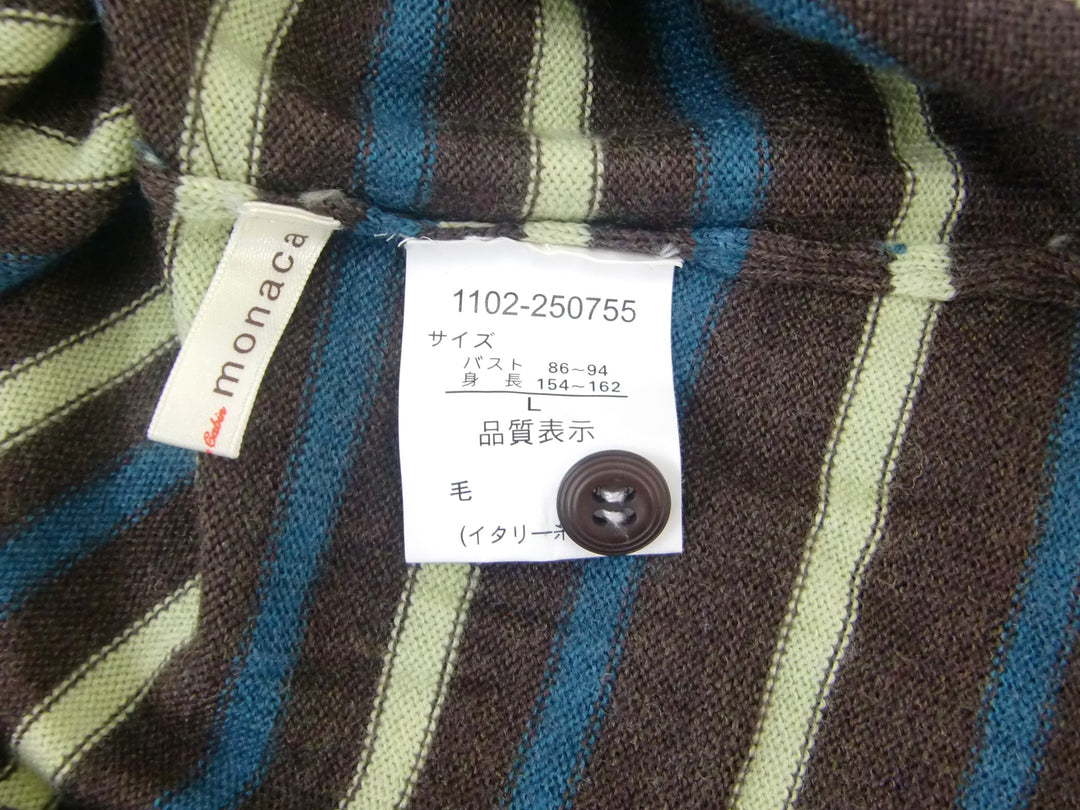 monaca
Cabin
1102-250755
サイズ
バスト 86~94
身長 154~162
L
品質表示
毛
(イタリー